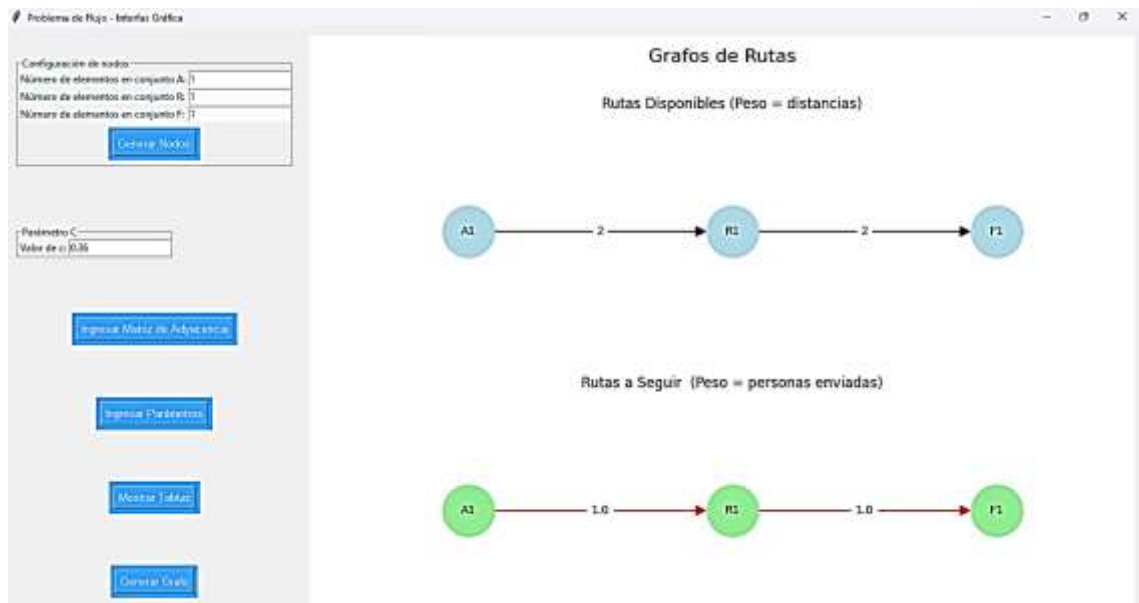 Problema de Flujo - Interfaz Gráfica
Configuración de nodos
Número de elementos en conjunto A: 1
Número de elementos en conjunto R: 1
Número de elementos en conjunto F: 1
Generar Nodos
Parámetro C
Valor de c: 0.36
Ingresar Matriz de Adyacencia
Ingresar Parámetros
Mostrar Tablas
Generar Grafo
Grafos de Rutas
Rutas Disponibles (Peso = distancias)
A1 2 R1 2 F1
Rutas a Seguir (Peso = personas enviadas)
A1 1.0 R1 1.0 F1